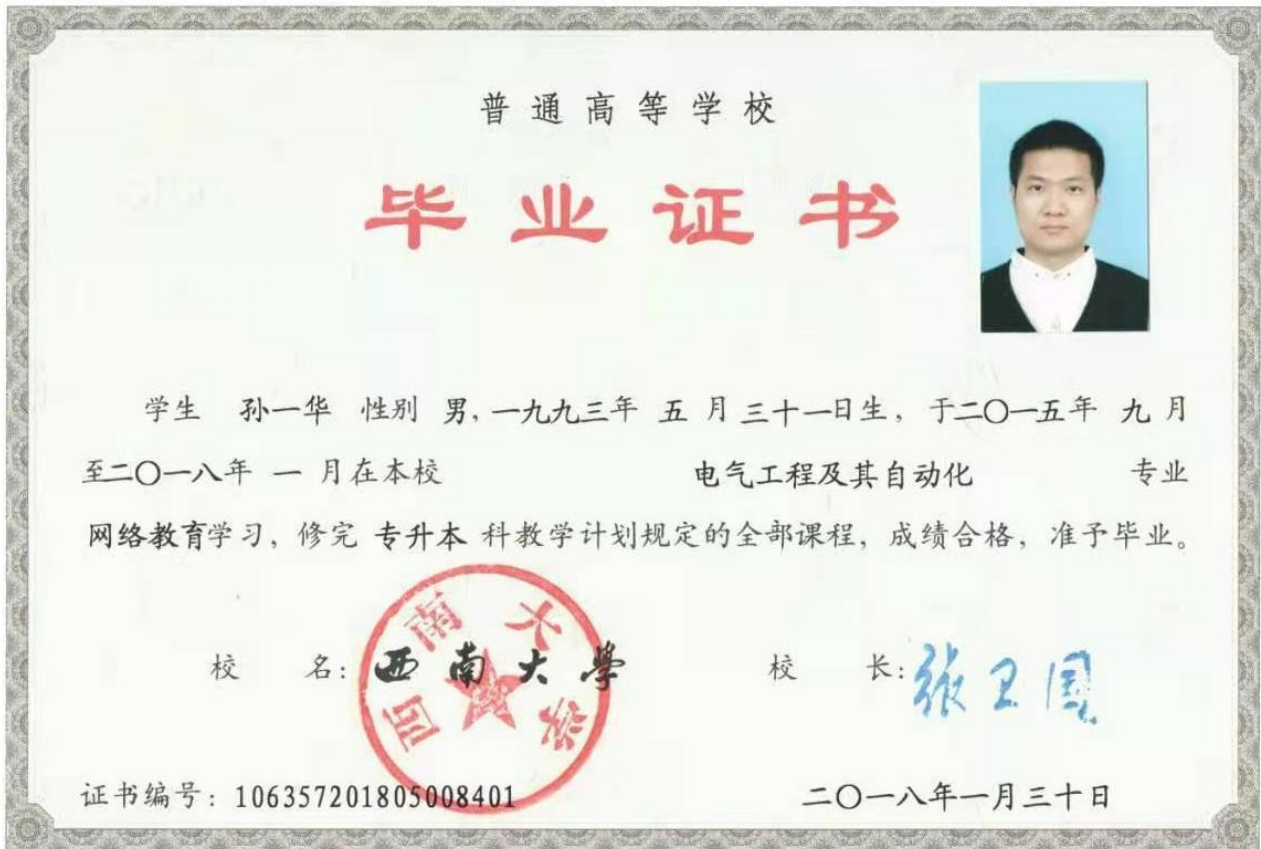 普通高等学校
毕业证书
学生 孙一华 性别 男，一九九三年 五 月 三十一日生，于二〇一五年 九 月
至二〇一八年 一 月在本校 电气工程及其自动化 专业
网络教育学习，修完 专升本 科教学计划规定的全部课程，成绩合格，准予毕业。
西南大学
校 名：西南大學
校 长：张卫国
证书编号：106357201805008401
二〇一八年一月三十日